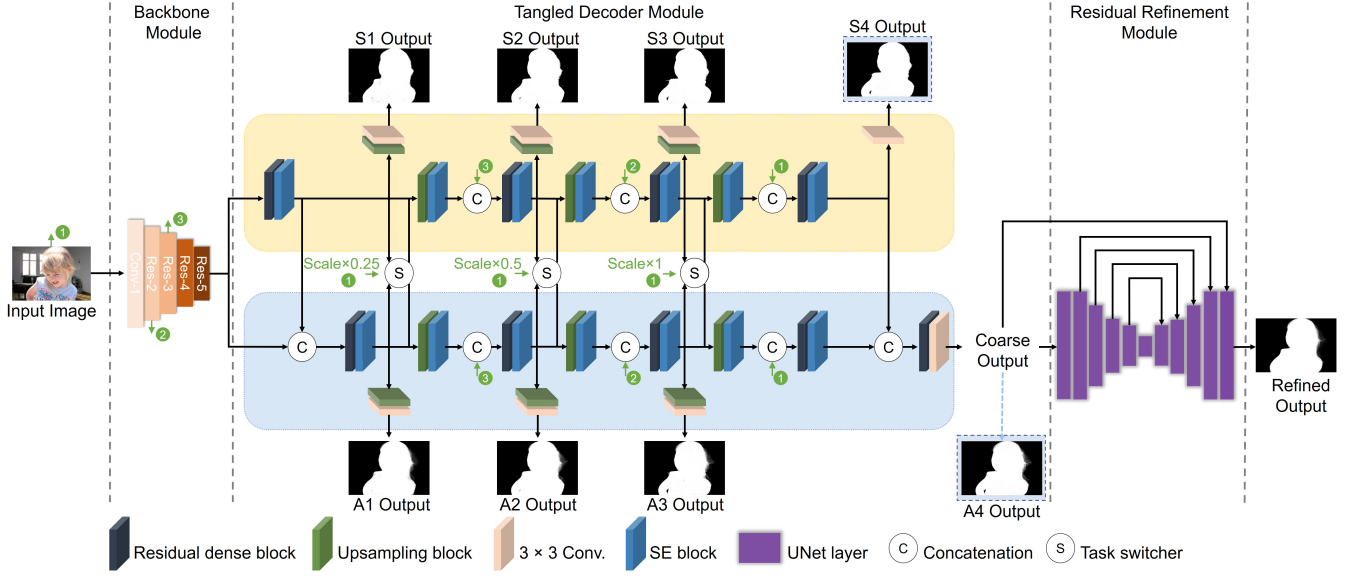 Backbone
Module
Tangled Decoder Module
Residual Refinement
Module
S1 Output
S2 Output
S3 Output
S4 Output
3
2
1
C
C
C
1
3
Conv-1
Res-2
Res-3
Res-4
Res-5
2
Input Image
Scale×0.25
1
S
Scale×0.5
1
S
Scale×1
1
S
C
C
C
C
C
3
2
1
Coarse
Output
Refined
Output
A1 Output
A2 Output
A3 Output
A4 Output
Residual dense block
Upsampling block
3 × 3 Conv.
SE block
UNet layer
C
Concatenation
S
Task switcher